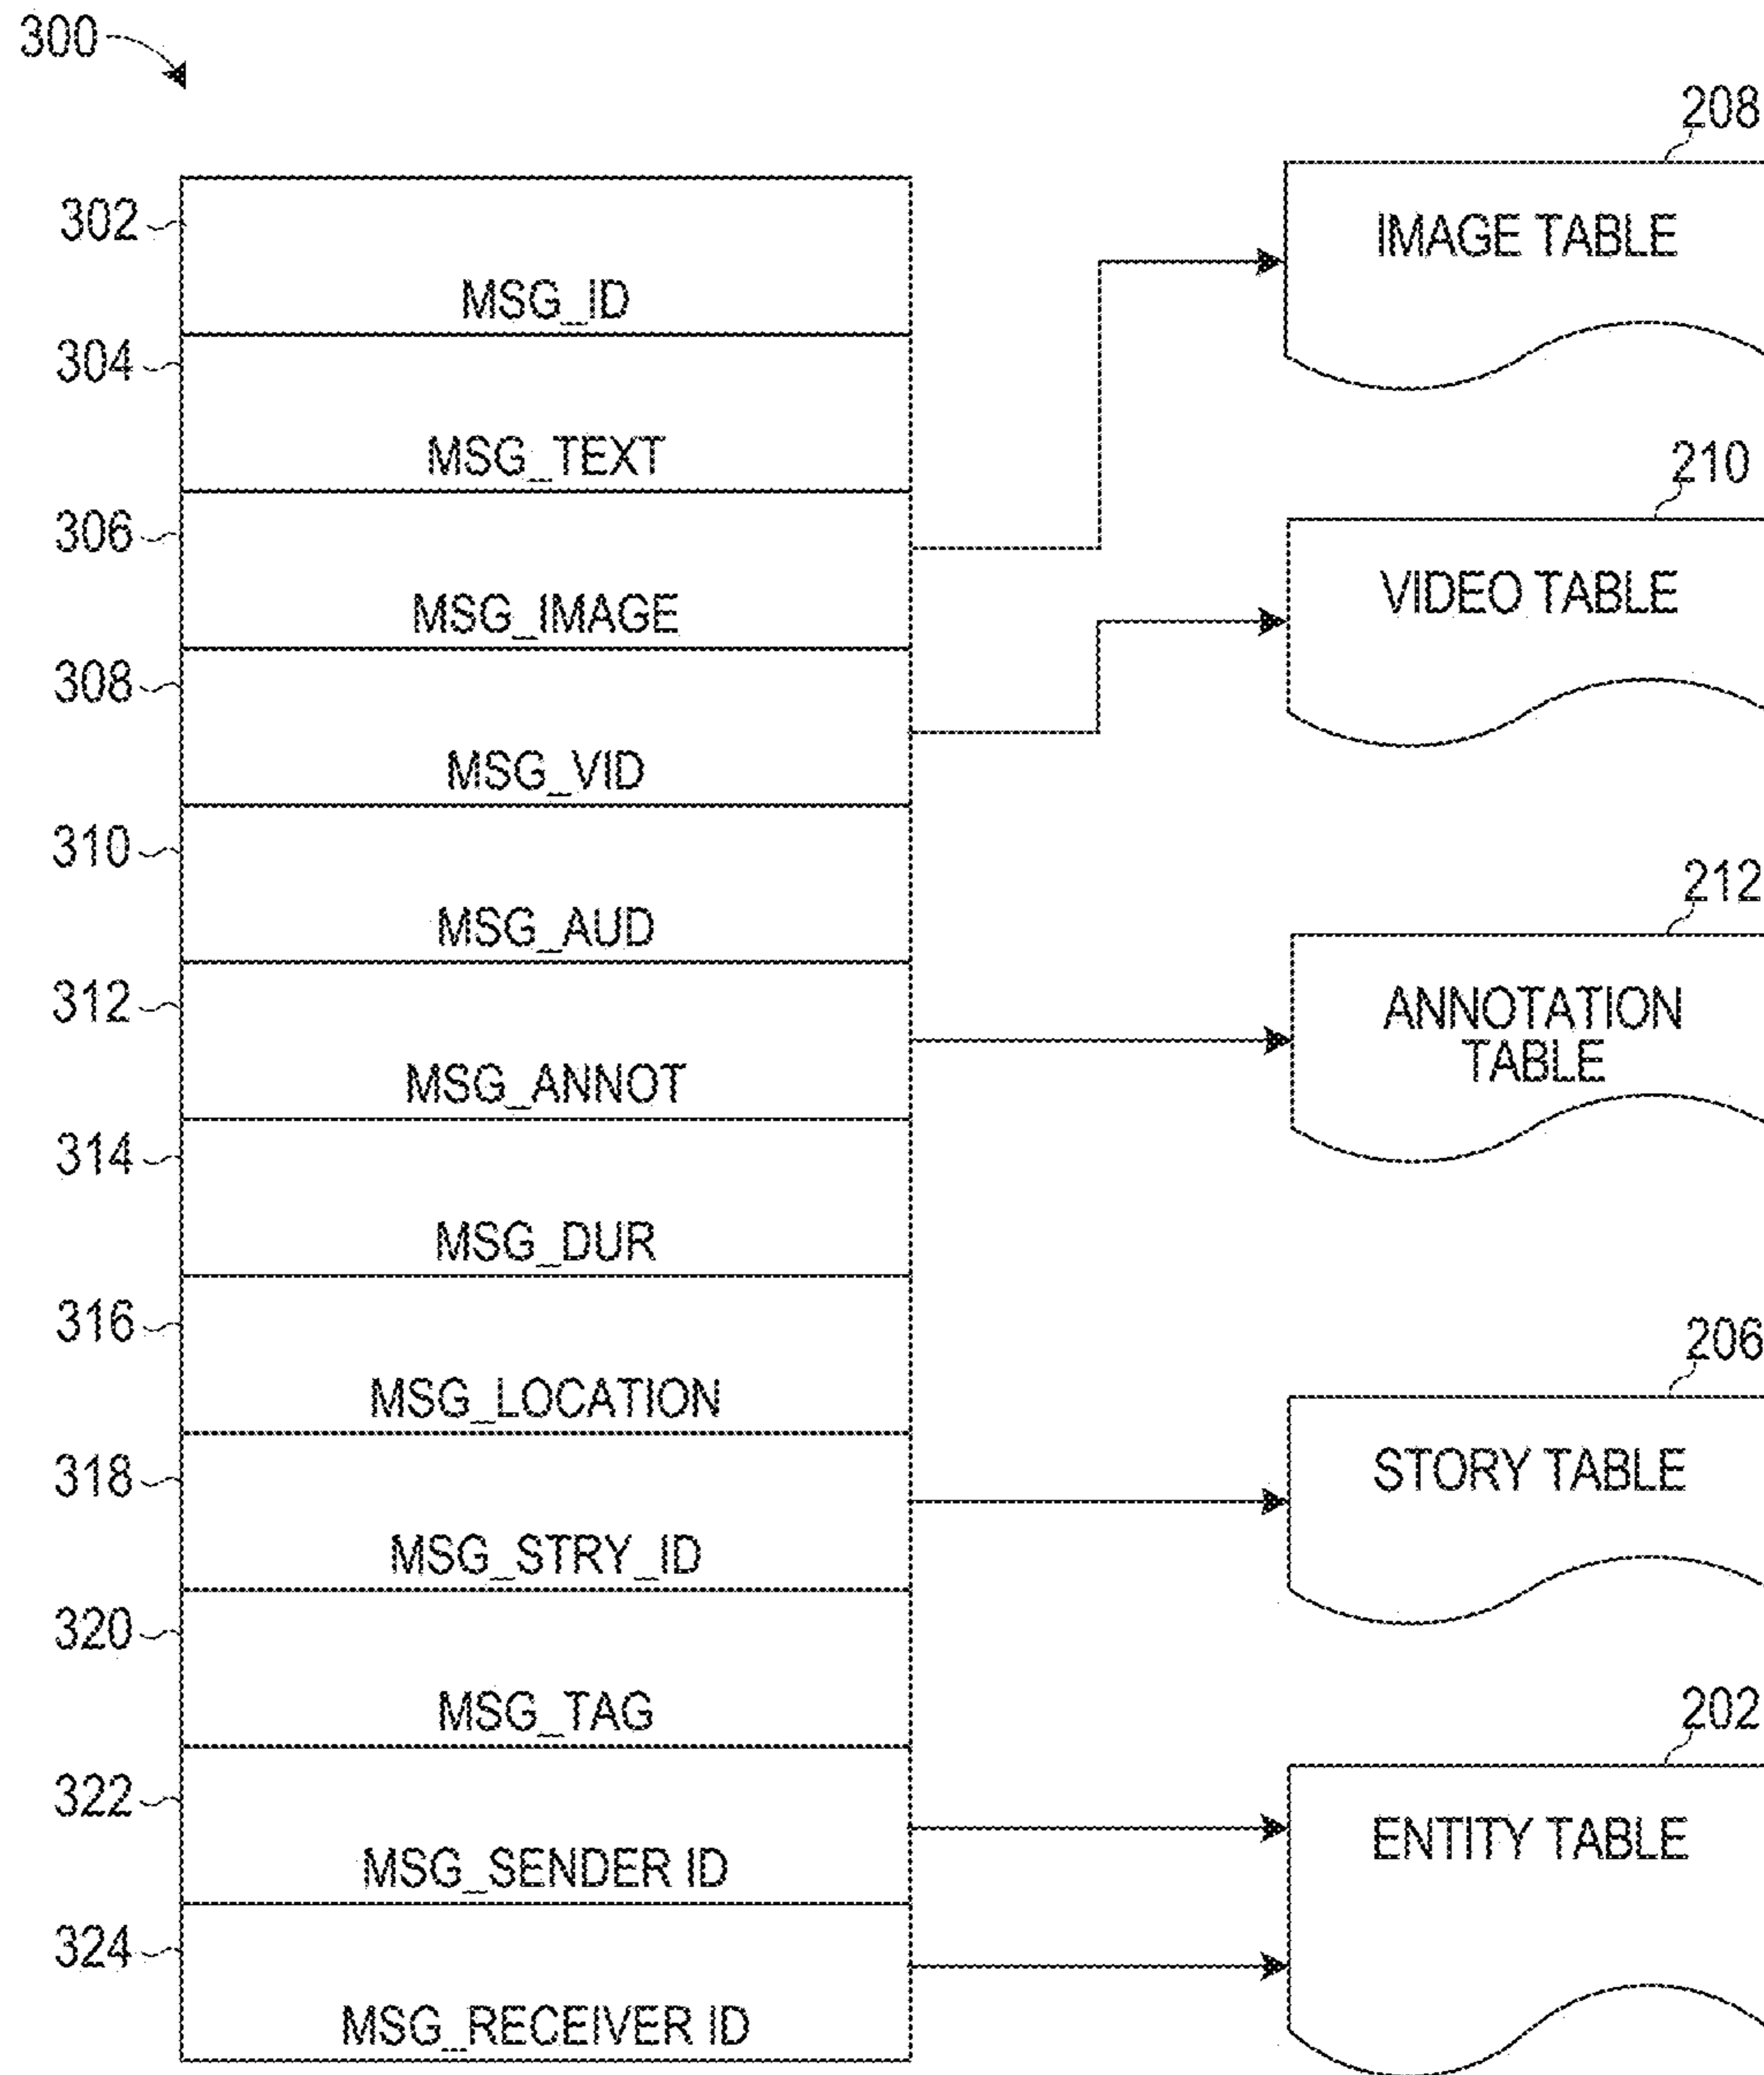 300
208
302
IMAGE TABLE
MSG_ID
304
MSG_TEXT
210
306
VIDEO TABLE
MSG_IMAGE
308
MSG_VID
310
212
MSG_AUD
312
ANNOTATION
TABLE
MSG_ANNOT
314
MSG_DUR
316
206
MSG_LOCATION
318
STORY TABLE
MSG_STRY_ID
320
202
MSG_TAG
322
ENTITY TABLE
MSG_SENDER ID
324
MSG_RECEIVER ID